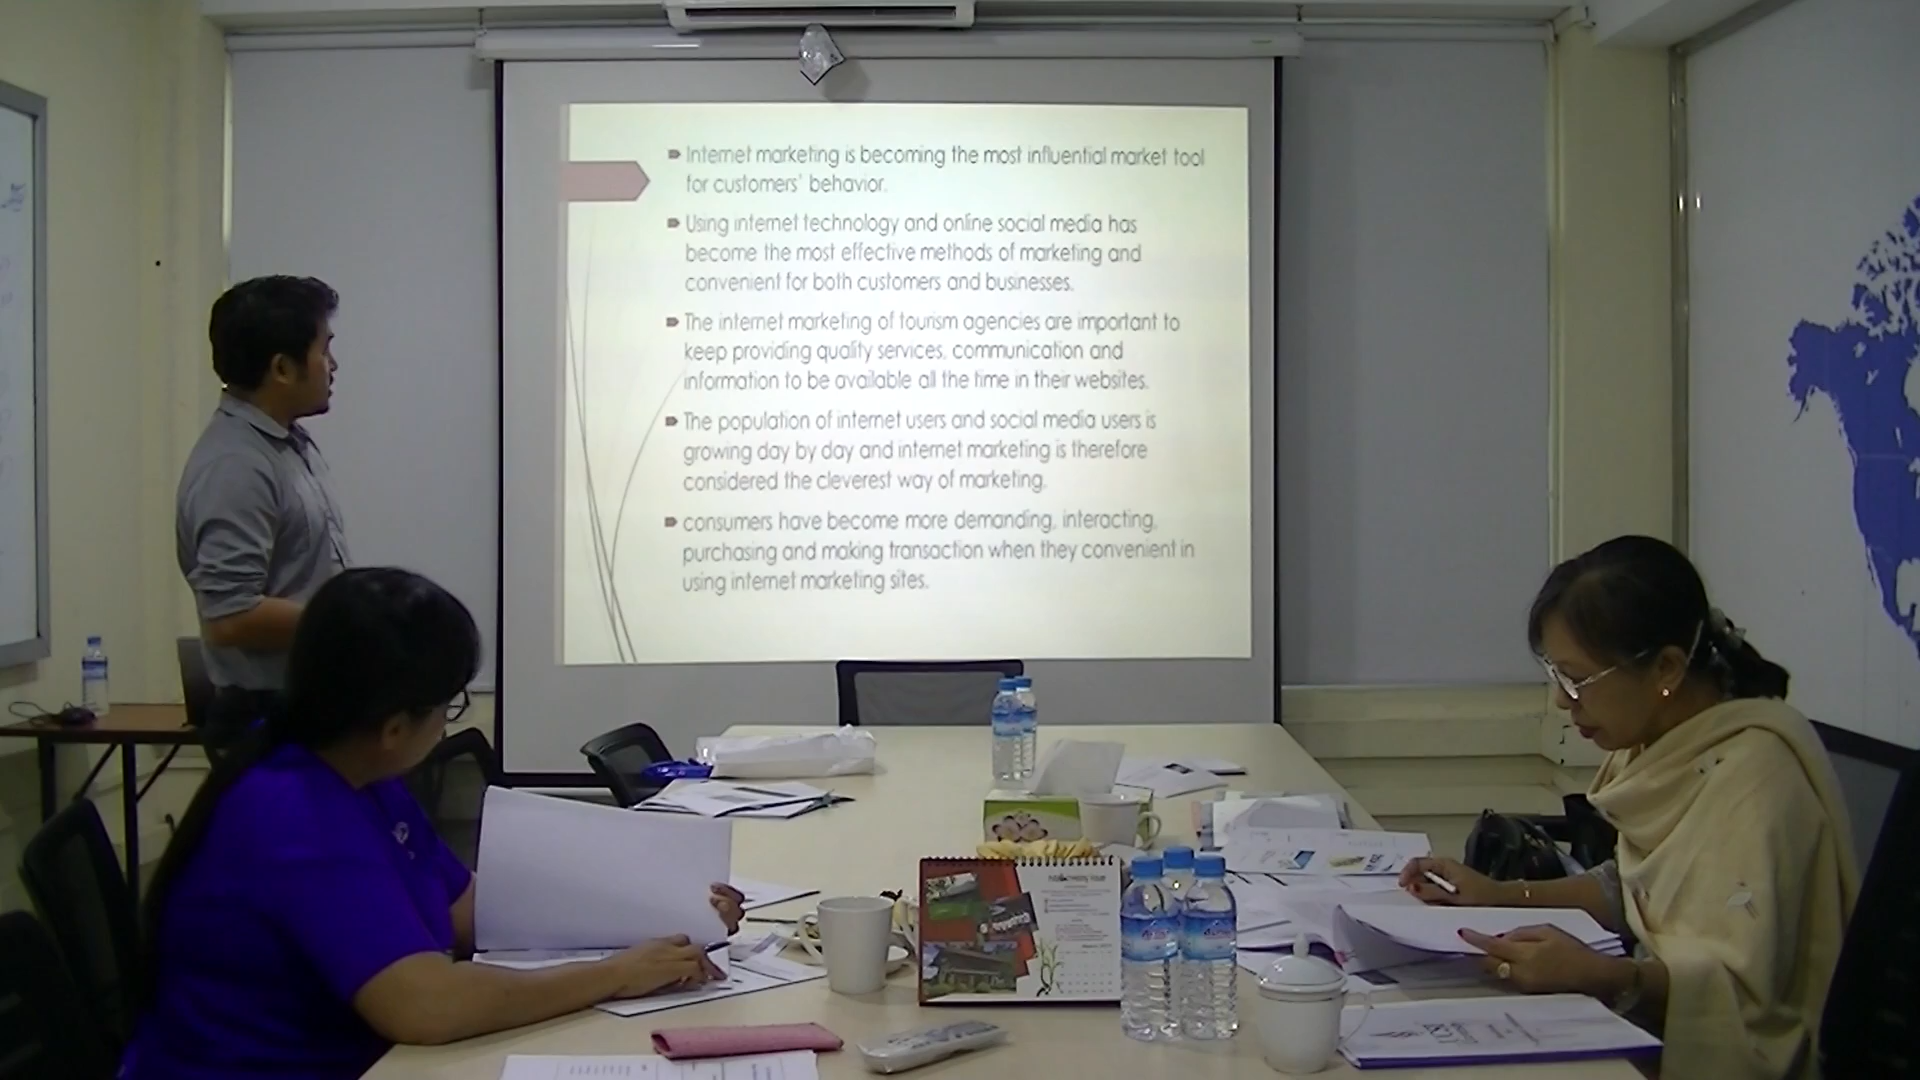 Internet marketing is becoming the most influential market tool
for customers' behavior.
Using internet technology and online social media has
become the most effective methods of marketing and
convenient for both customers and businesses.
The internet marketing of tourism agencies are important to
keep providing quality services, communication and
information to be available all the time in their websites.
The population of internet users and social media users is
growing day by day and internet marketing is therefore
considered the cleverest way of marketing.
consumers have become more demanding, interacting,
purchasing and making transaction when they convenient in
using internet marketing sites.